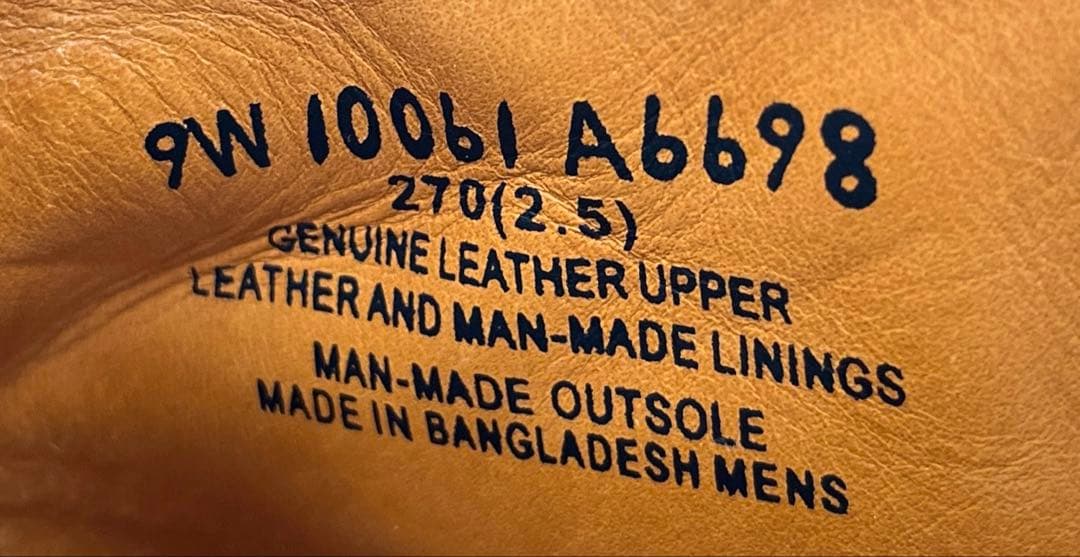 9W 10061 A6698
270(2.5)
GENUINE LEATHER UPPER
LEATHER AND MAN-MADE LININGS
MAN-MADE OUTSOLE
MADE IN BANGLADESH MENS